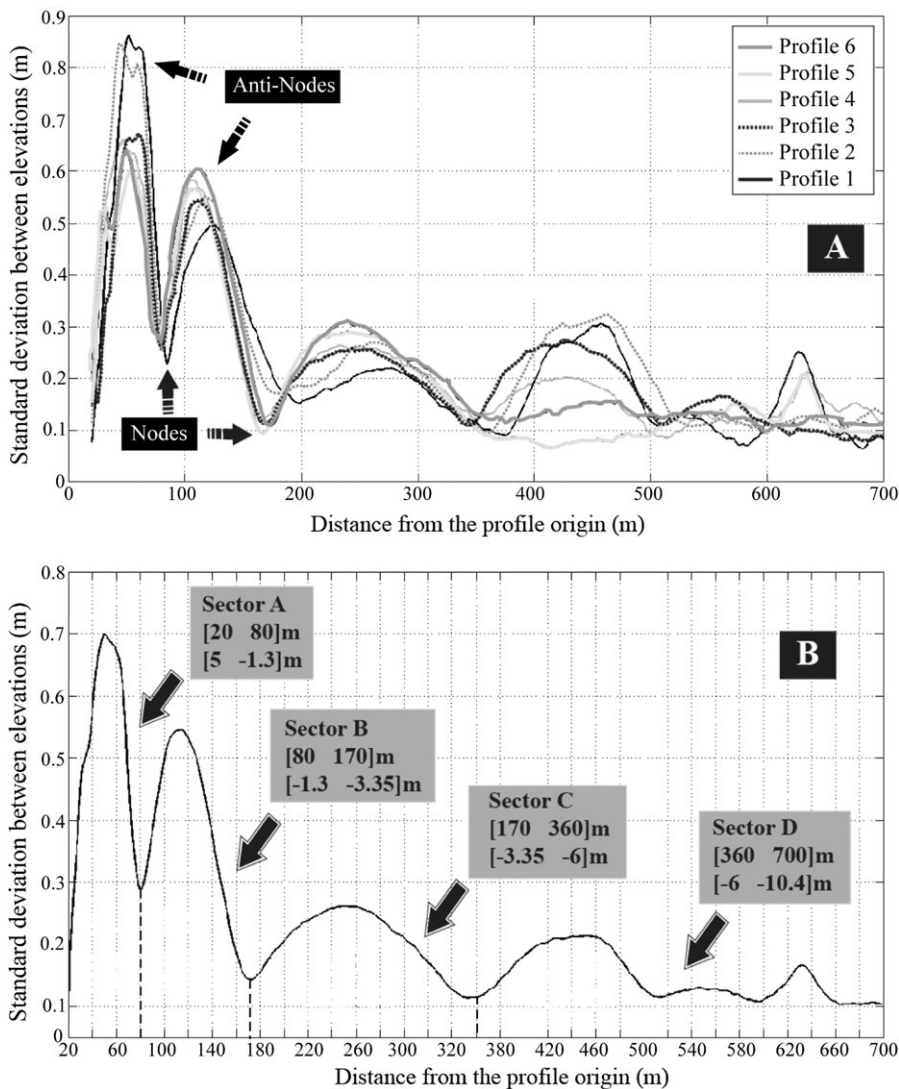 0.9
0.8
0.7
0.6
0.5
0.4
0.3
0.2
0.1
0
Standard deviation between elevations (m)
Anti-Nodes
Nodes
Profile 6
Profile 5
Profile 4
Profile 3
Profile 2
Profile 1
A
0 100 200 300 400 500 600 700
Distance from the profile origin (m)
0.8
0.7
0.6
0.5
0.4
0.3
0.2
0.1
0
Standard deviations between elevations (m)
Sector A
[20 80]m
[5 -1.3]m
Sector B
[80 170]m
[-1.3 -3.35]m
Sector C
[170 360]m
[-3.35 -6]m
Sector D
[360 700]m
[-6 -10.4]m
B
20 60 100 140 180 260 300 360 380 420 460 500 540 580 620 660 700
Distance from the profile origin (m)